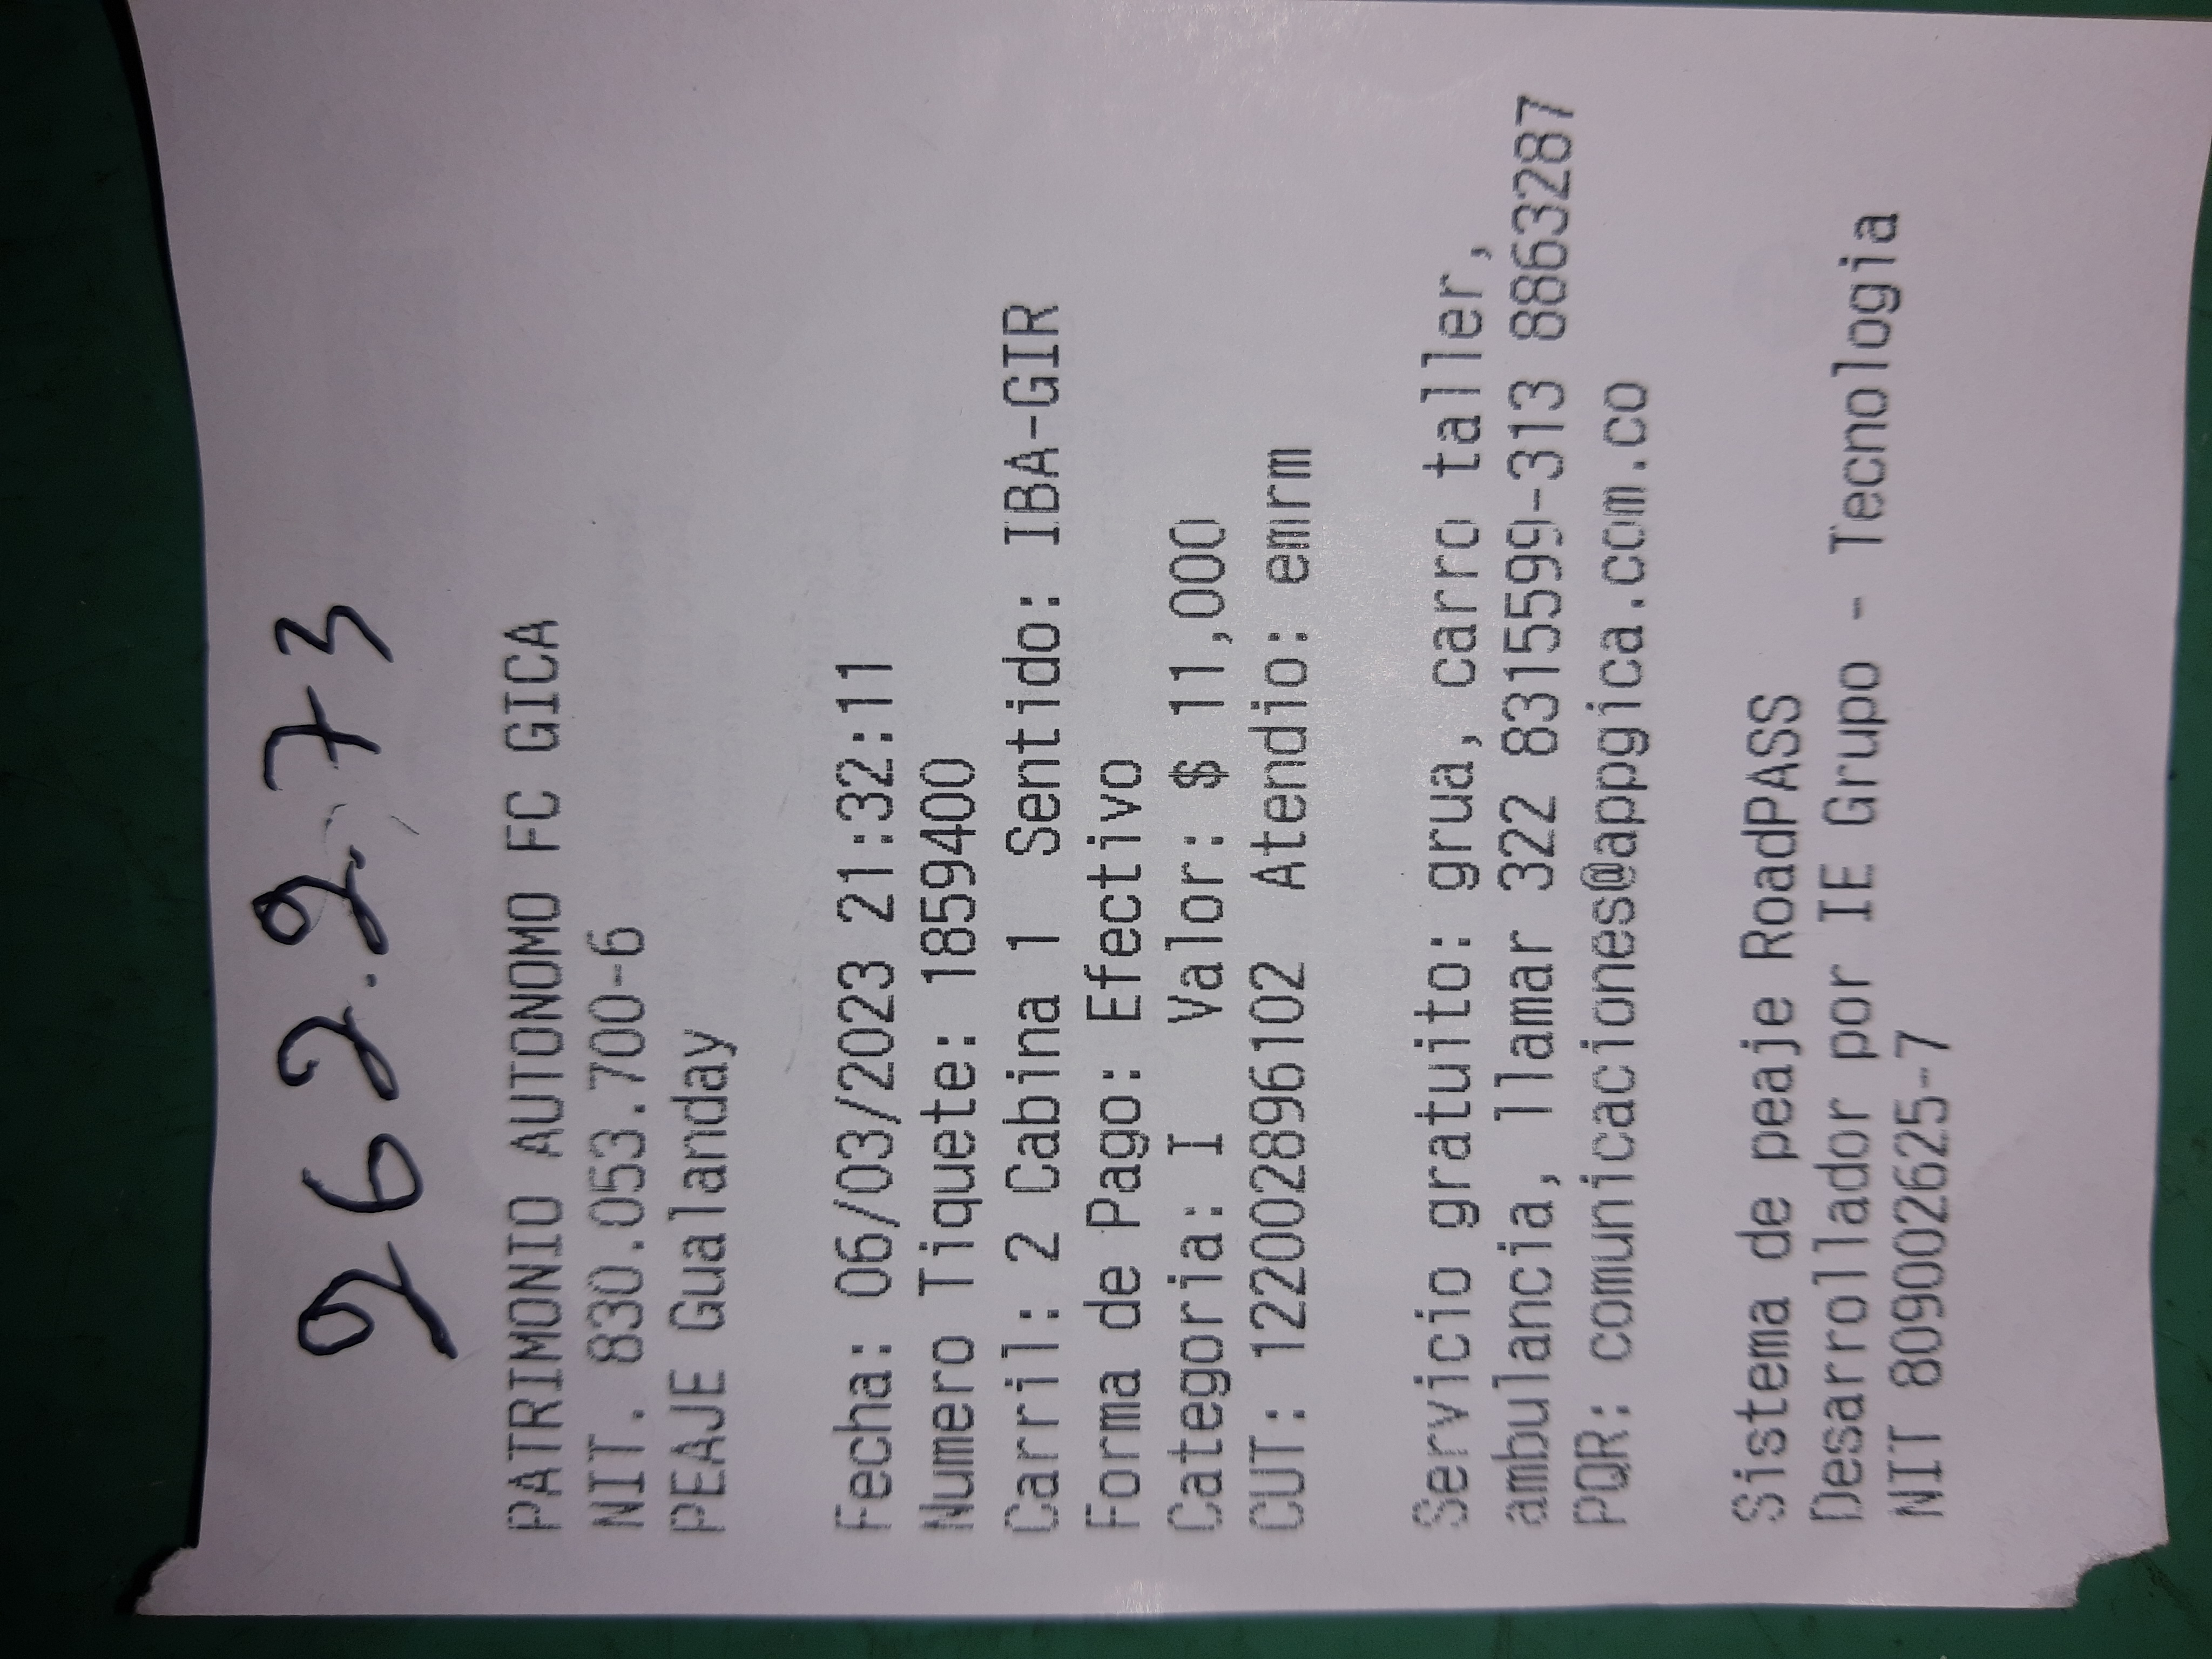 262.2.73
PATRIMONIO AUTONOMO FC GICA
NIT. 830.053.700-6
PEAJE Gualanday
Fecha: 06/03/2023 21:32:11
Numero Tiquete: 1859400
Carril: 2 Cabina 1 Sentido: IBA-GIR
Forma de Pago: Efectivo
Categoria: I Valor: $ 11,000
CUT: 122002896102 Atendio: emrm
Servicio gratuito: grua, carro taller,
ambulancia, llamar 322 8315599-313 8863287
PQR: comunicaciones@appgica.com.co
Sistema de peaje RoadPASS
Desarrollador por IE Grupo - Tecnologia
NIT 809002625-7